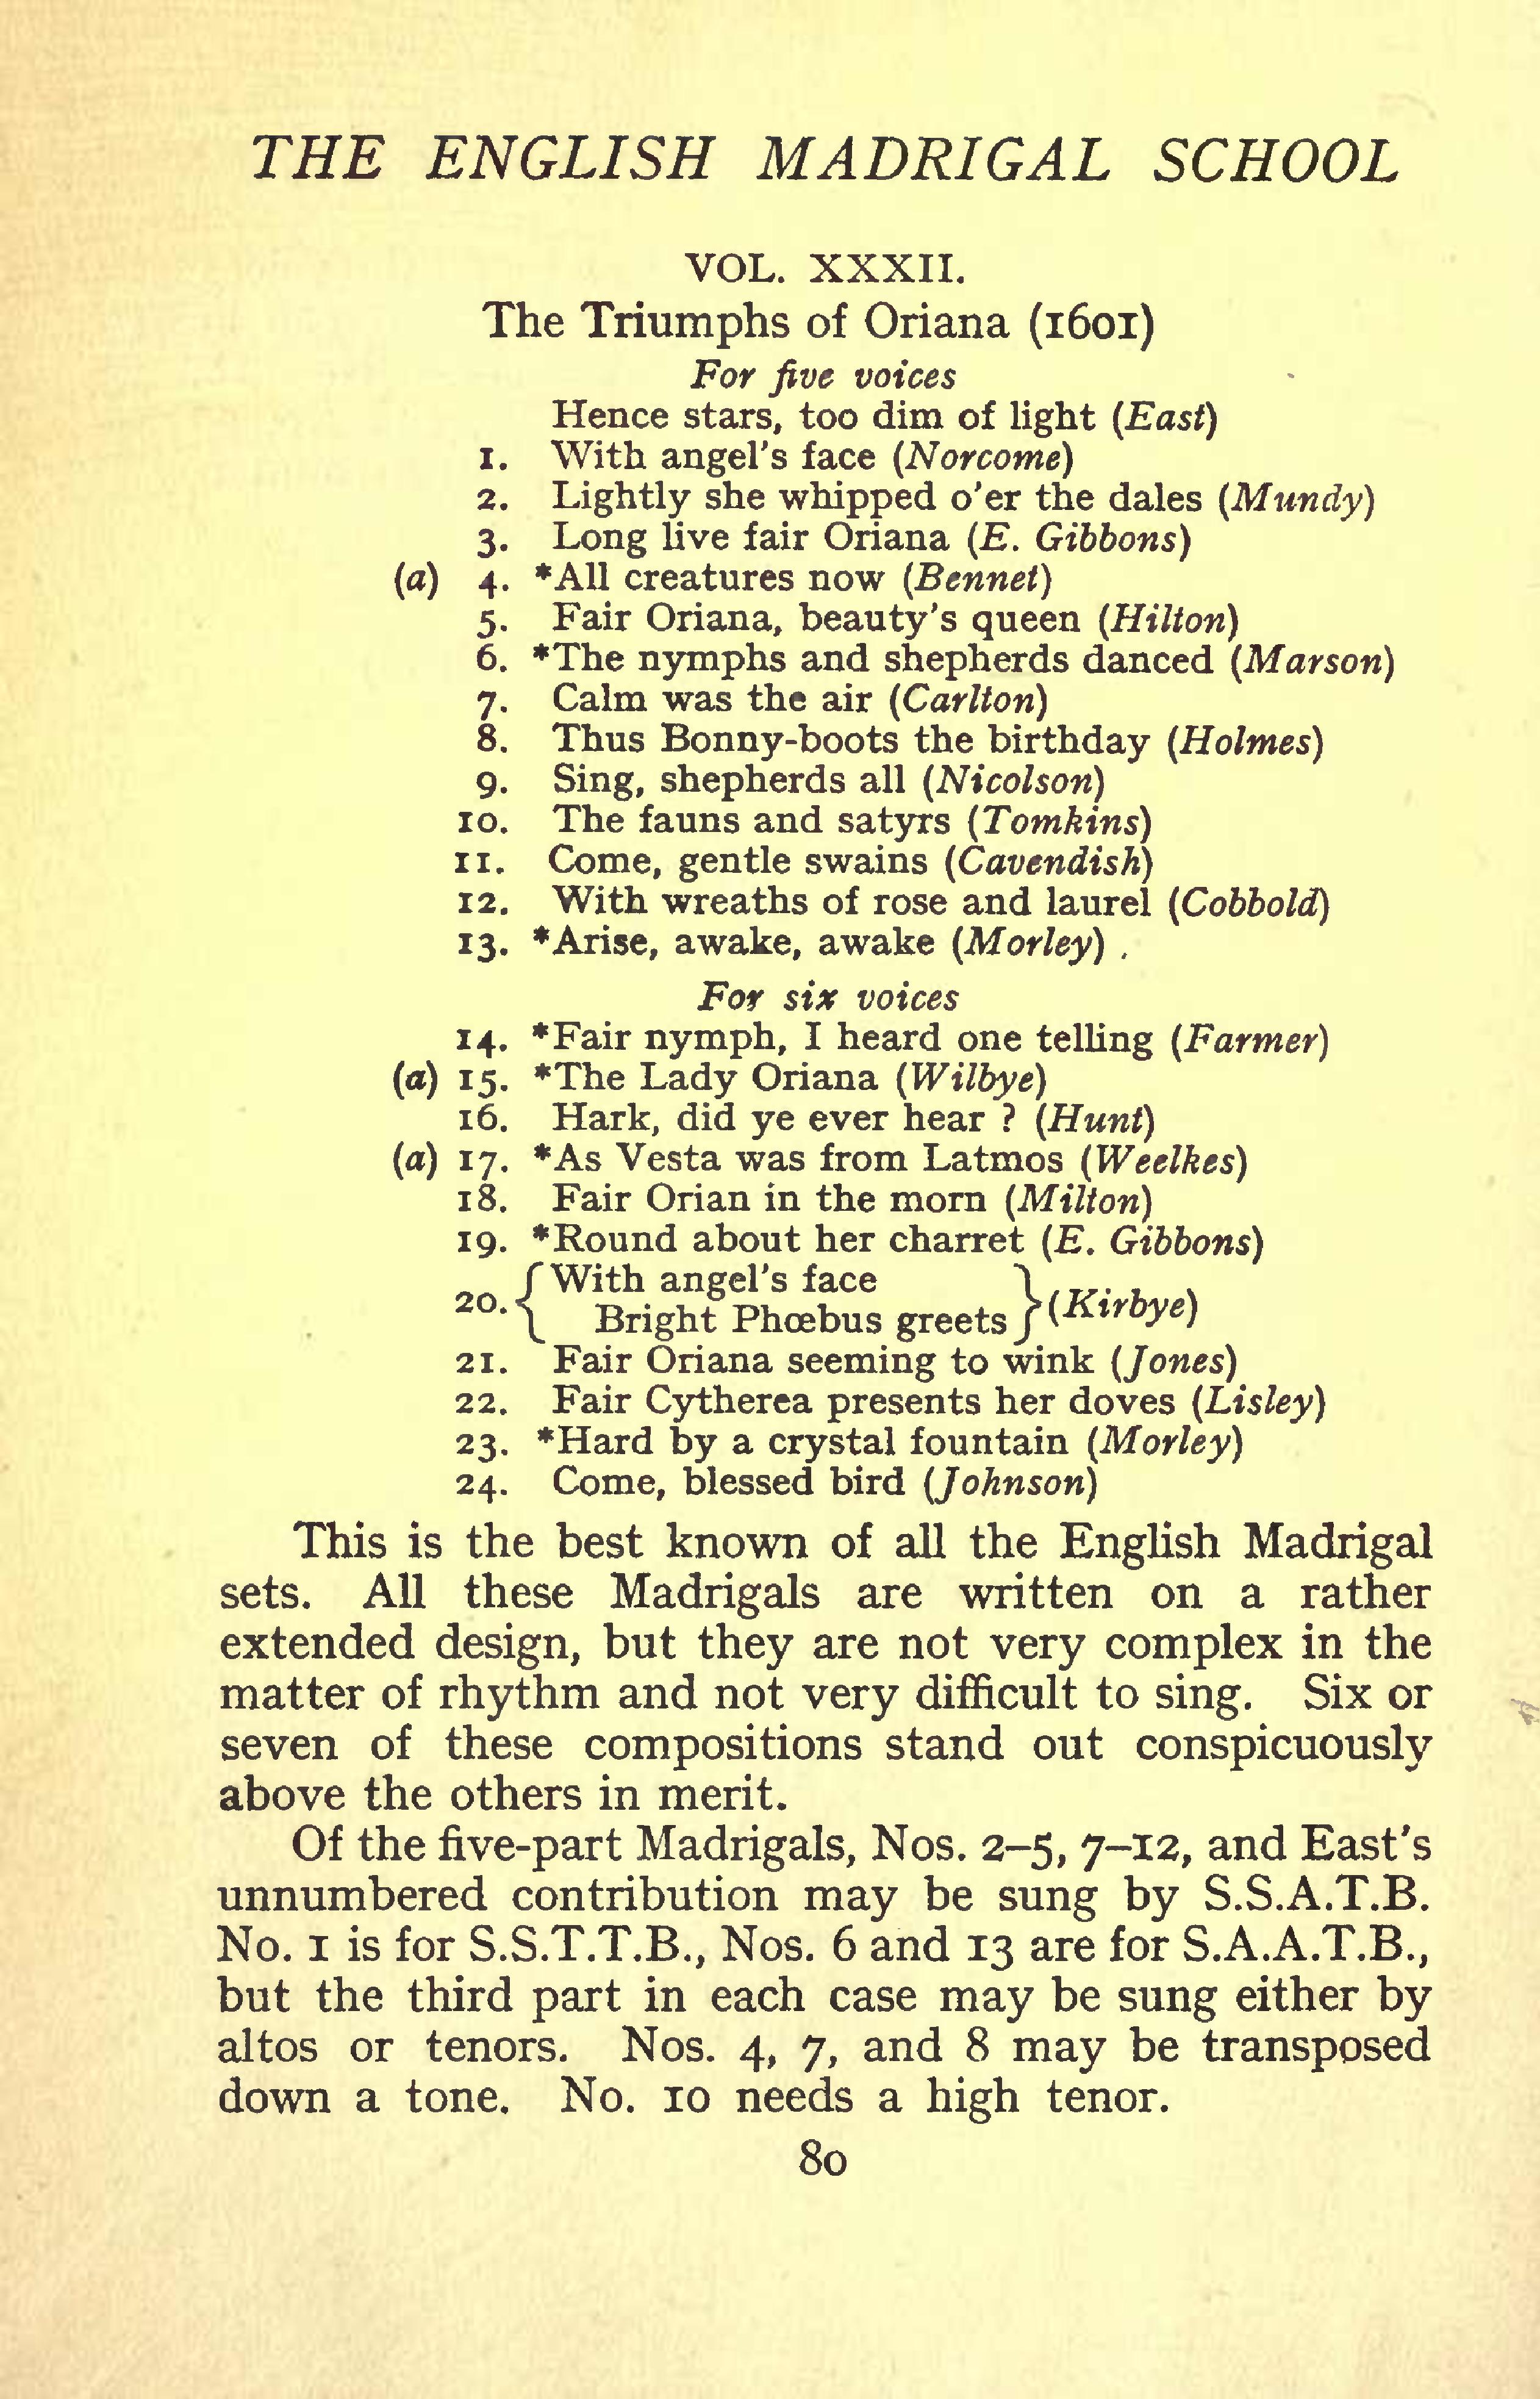 THE ENGLISH MADRIGAL SCHOOL
VOL. XXXII.
The Triumphs of Oriana (1601)
For five voices
Hence stars, too dim of light (East)
1. With angel's face (Norcome)
2. Lightly she whipped o'er the dales (Mundy)
3. Long live fair Oriana (E. Gibbons)
(a) 4. *All creatures now (Bennet)
5. Fair Oriana, beauty's queen (Hilton)
6. *The nymphs and shepherds danced (Marson)
7. Calm was the air (Carlton)
8. Thus Bonny-boots the birthday (Holmes)
9. Sing, shepherds all (Nicolson)
10. The fauns and satyrs (Tomkins)
11. Come, gentle swains (Cavendish)
12. With wreaths of rose and laurel (Cobbold)
13. *Arise, awake, awake (Morley) .
For six voices
14. *Fair nymph, I heard one telling (Farmer)
(a) 15. *The Lady Oriana (Wilbye)
16. Hark, did ye ever hear ? (Hunt)
(a) 17. *As Vesta was from Latmos (Weelkes)
18. Fair Orian in the morn (Milton)
19. *Round about her charret (E. Gibbons)
20. { With angel's face
Bright Phœbus greets } (Kirbye)
21. Fair Oriana seeming to wink (Jones)
22. Fair Cytherea presents her doves (Lisley)
23. *Hard by a crystal fountain (Morley)
24. Come, blessed bird (Johnson)
This is the best known of all the English Madrigal
sets. All these Madrigals are written on a rather
extended design, but they are not very complex in the
matter of rhythm and not very difficult to sing. Six or
seven of these compositions stand out conspicuously
above the others in merit.
Of the five-part Madrigals, Nos. 2–5, 7–12, and East's
unnumbered contribution may be sung by S.S.A.T.B.
No. 1 is for S.S.T.T.B., Nos. 6 and 13 are for S.A.A.T.B.,
but the third part in each case may be sung either by
altos or tenors. Nos. 4, 7, and 8 may be transposed
down a tone. No. 10 needs a high tenor.
80